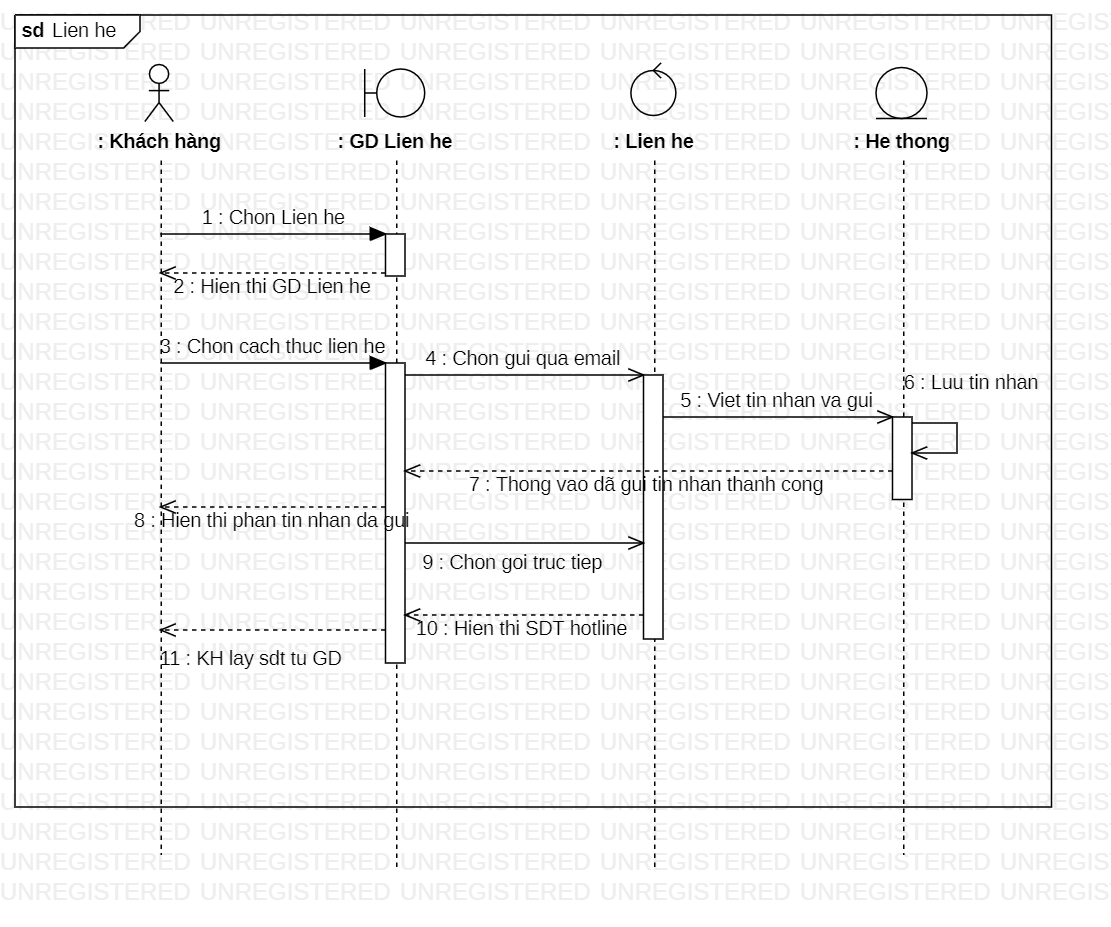 sd Lien he
: Khách hàng
: GD Lien he
: Lien he
: He thong
1 : Chon Lien he
2 : Hien thi GD Lien he
3 : Chon cach thuc lien he
4 : Chon gui qua email
5 : Viet tin nhan va gui
6 : Luu tin nhan
7 : Thong vao dã gui tin nhan thanh cong
8 : Hien thi phan tin nhan da gui
9 : Chon goi truc tiep
10 : Hien thi SDT hotline
11 : KH lay sdt tu GD
UNREGISTERED